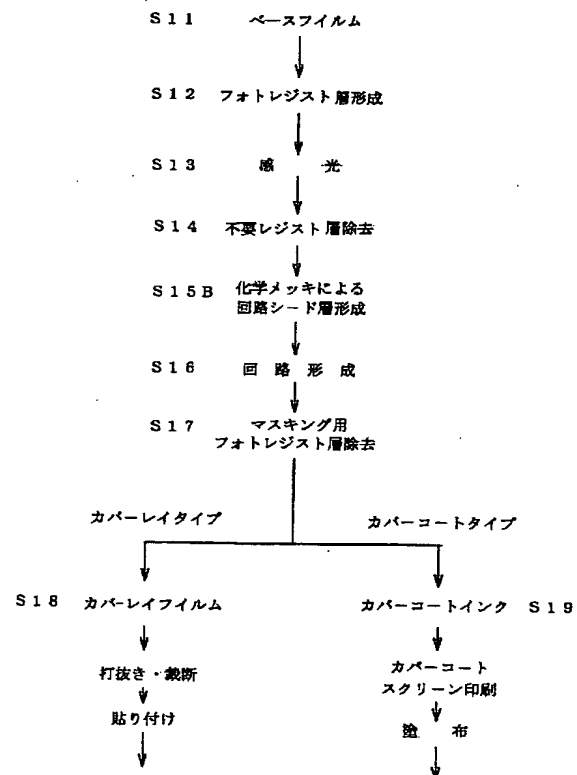 S11 ベースフイルム
S12 フォトレジスト層形成
S13 感 光
S14 不要レジスト層除去
S15B 化学メッキによる
回路シード層形成
S16 回 路 形 成
S17 マスキング用
フォトレジスト層除去
カバーレイタイプ カバーコートタイプ
S18 カバーレイフイルム カバーコートインク S19
打抜き・裁断
貼り付け
カバーコート
スクリーン印刷
塗 布